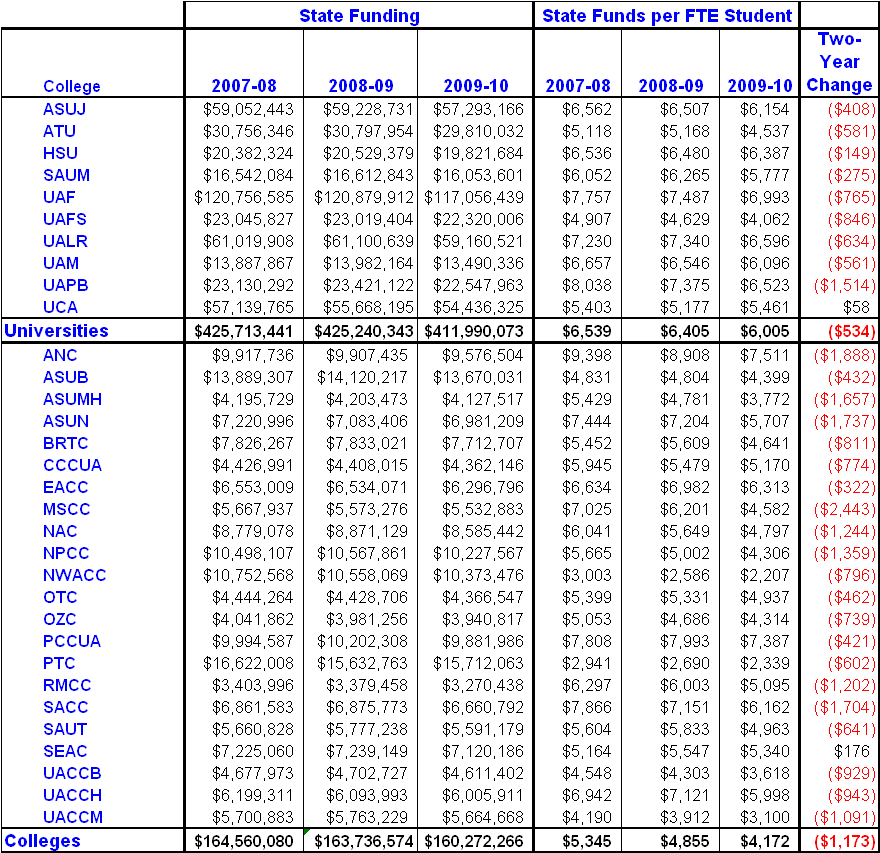 State Funding State Funds per FTE Student
Two-
Year
College 2007-08 2008-09 2009-10 2007-08 2008-09 2009-10 Change
ASUJ $59,052,443 $59,228,731 $57,293,166 $6,562 $6,507 $6,154 ($408)
ATU $30,756,346 $30,797,954 $29,810,032 $5,118 $5,168 $4,537 ($581)
HSU $20,382,324 $20,529,379 $19,821,684 $6,536 $6,480 $6,387 ($149)
SAUM $16,542,084 $16,612,843 $16,053,601 $6,052 $6,265 $5,777 ($275)
UAF $120,756,585 $120,879,912 $117,056,439 $7,757 $7,487 $6,993 ($765)
UAFS $23,045,827 $23,019,404 $22,320,006 $4,907 $4,629 $4,062 ($846)
UALR $61,019,908 $61,100,639 $59,160,521 $7,230 $7,340 $6,596 ($634)
UAM $13,887,867 $13,982,164 $13,490,336 $6,657 $6,546 $6,096 ($561)
UAPB $23,130,292 $23,421,122 $22,547,963 $8,038 $7,375 $6,523 ($1,514)
UCA $57,139,765 $55,668,195 $54,436,325 $5,403 $5,177 $5,461 $58
Universities $425,713,441 $425,240,343 $411,990,073 $6,539 $6,405 $6,005 ($534)
ANC $9,917,736 $9,907,435 $9,576,504 $9,398 $8,908 $7,511 ($1,888)
ASUB $13,889,307 $14,120,217 $13,670,031 $4,831 $4,804 $4,399 ($432)
ASUMH $4,195,729 $4,203,473 $4,127,517 $5,429 $4,781 $3,772 ($1,657)
ASUN $7,220,996 $7,083,406 $6,981,209 $7,444 $7,204 $5,707 ($1,737)
BRTC $7,826,267 $7,833,021 $7,712,707 $5,452 $5,609 $4,641 ($811)
CCCUA $4,426,991 $4,408,015 $4,362,146 $5,945 $5,479 $5,170 ($774)
EACC $6,553,009 $6,534,071 $6,296,796 $6,634 $6,982 $6,313 ($322)
MSCC $5,667,937 $5,573,276 $5,532,883 $7,025 $6,201 $4,582 ($2,443)
NAC $8,779,078 $8,871,129 $8,585,442 $6,041 $5,649 $4,797 ($1,244)
NPCC $10,498,107 $10,567,861 $10,227,567 $5,665 $5,002 $4,306 ($1,359)
NWACC $10,752,568 $10,558,069 $10,373,476 $3,003 $2,586 $2,207 ($796)
OTC $4,444,264 $4,428,706 $4,366,547 $5,399 $5,331 $4,937 ($462)
OZC $4,041,862 $3,981,256 $3,940,817 $5,053 $4,686 $4,314 ($739)
PCCUA $9,994,587 $10,202,308 $9,881,986 $7,808 $7,993 $7,387 ($421)
PTC $16,622,008 $15,632,763 $15,712,063 $2,941 $2,690 $2,339 ($602)
RMCC $3,403,996 $3,379,458 $3,270,438 $6,297 $6,003 $5,095 ($1,202)
SACC $6,861,583 $6,875,773 $6,660,792 $7,866 $7,151 $6,162 ($1,704)
SAUT $5,660,828 $5,777,238 $5,591,179 $5,604 $5,833 $4,963 ($641)
SEAC $7,225,060 $7,239,149 $7,120,186 $5,164 $5,547 $5,340 $176
UACCB $4,677,973 $4,702,727 $4,611,402 $4,548 $4,303 $3,618 ($929)
UACCH $6,199,311 $6,093,993 $6,005,911 $6,942 $7,121 $5,998 ($943)
UACCM $5,700,883 $5,763,229 $5,664,668 $4,190 $3,912 $3,100 ($1,091)
Colleges $164,560,080 $163,736,574 $160,272,266 $5,345 $4,855 $4,172 ($1,173)